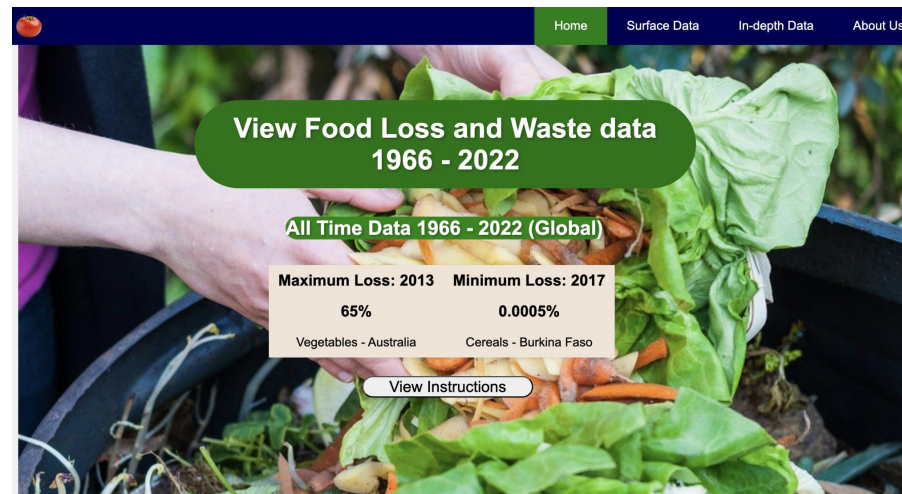 Home Surface Data In-depth Data About Us
View Food Loss and Waste data
1966 - 2022
All Time Data 1966 - 2022 (Global)
Maximum Loss: 2013 Minimum Loss: 2017
65% 0.0005%
Vegetables - Australia Cereals - Burkina Faso
View Instructions